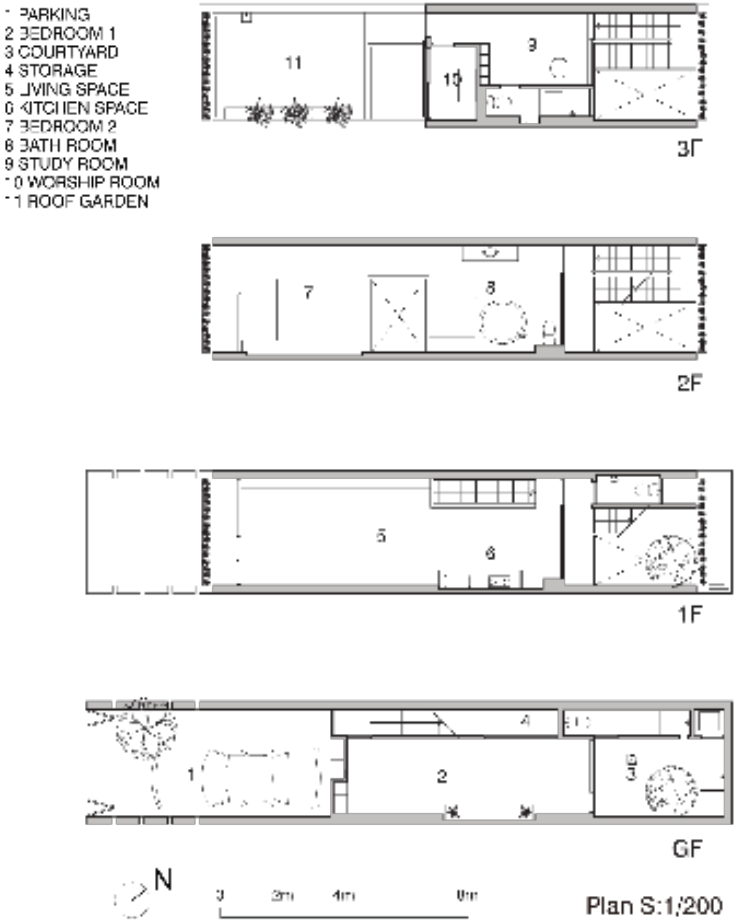 1 PARKING
2 BEDROOM 1
3 COURTYARD
4 STORAGE
5 LIVING SPACE
6 KITCHEN SPACE
7 BEDROOM 2
8 BATH ROOM
9 STUDY ROOM
10 WORSHIP ROOM
11 ROOF GARDEN
11
10
9
3F
7
8
2F
5
6
1F
1
2
4
3
GF
N
0 2m 4m 8m
Plan S:1/200